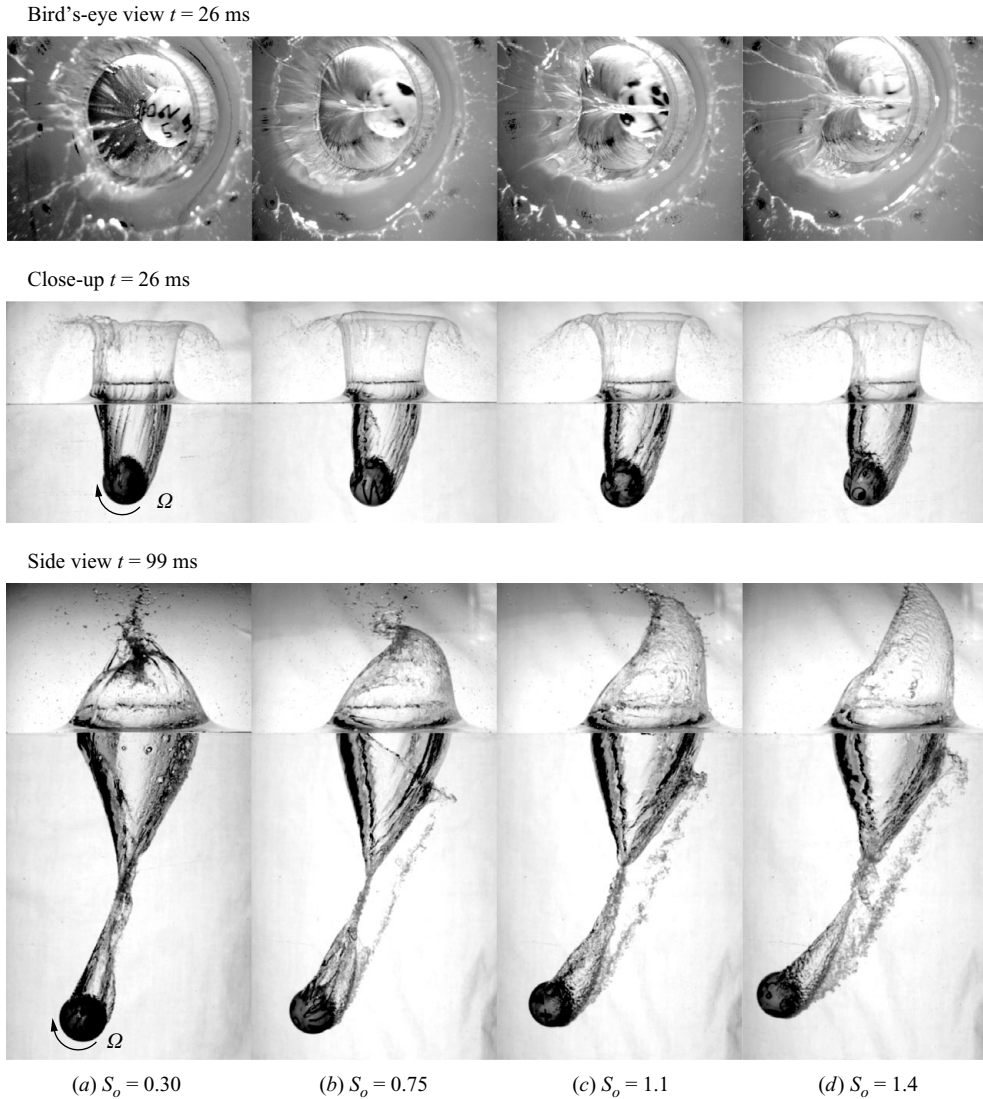 Bird's-eye view t = 26 ms
Close-up t = 26 ms
Ω
Side view t = 99 ms
Ω
(a) Sₒ = 0.30
(b) Sₒ = 0.75
(c) Sₒ = 1.1
(d) Sₒ = 1.4